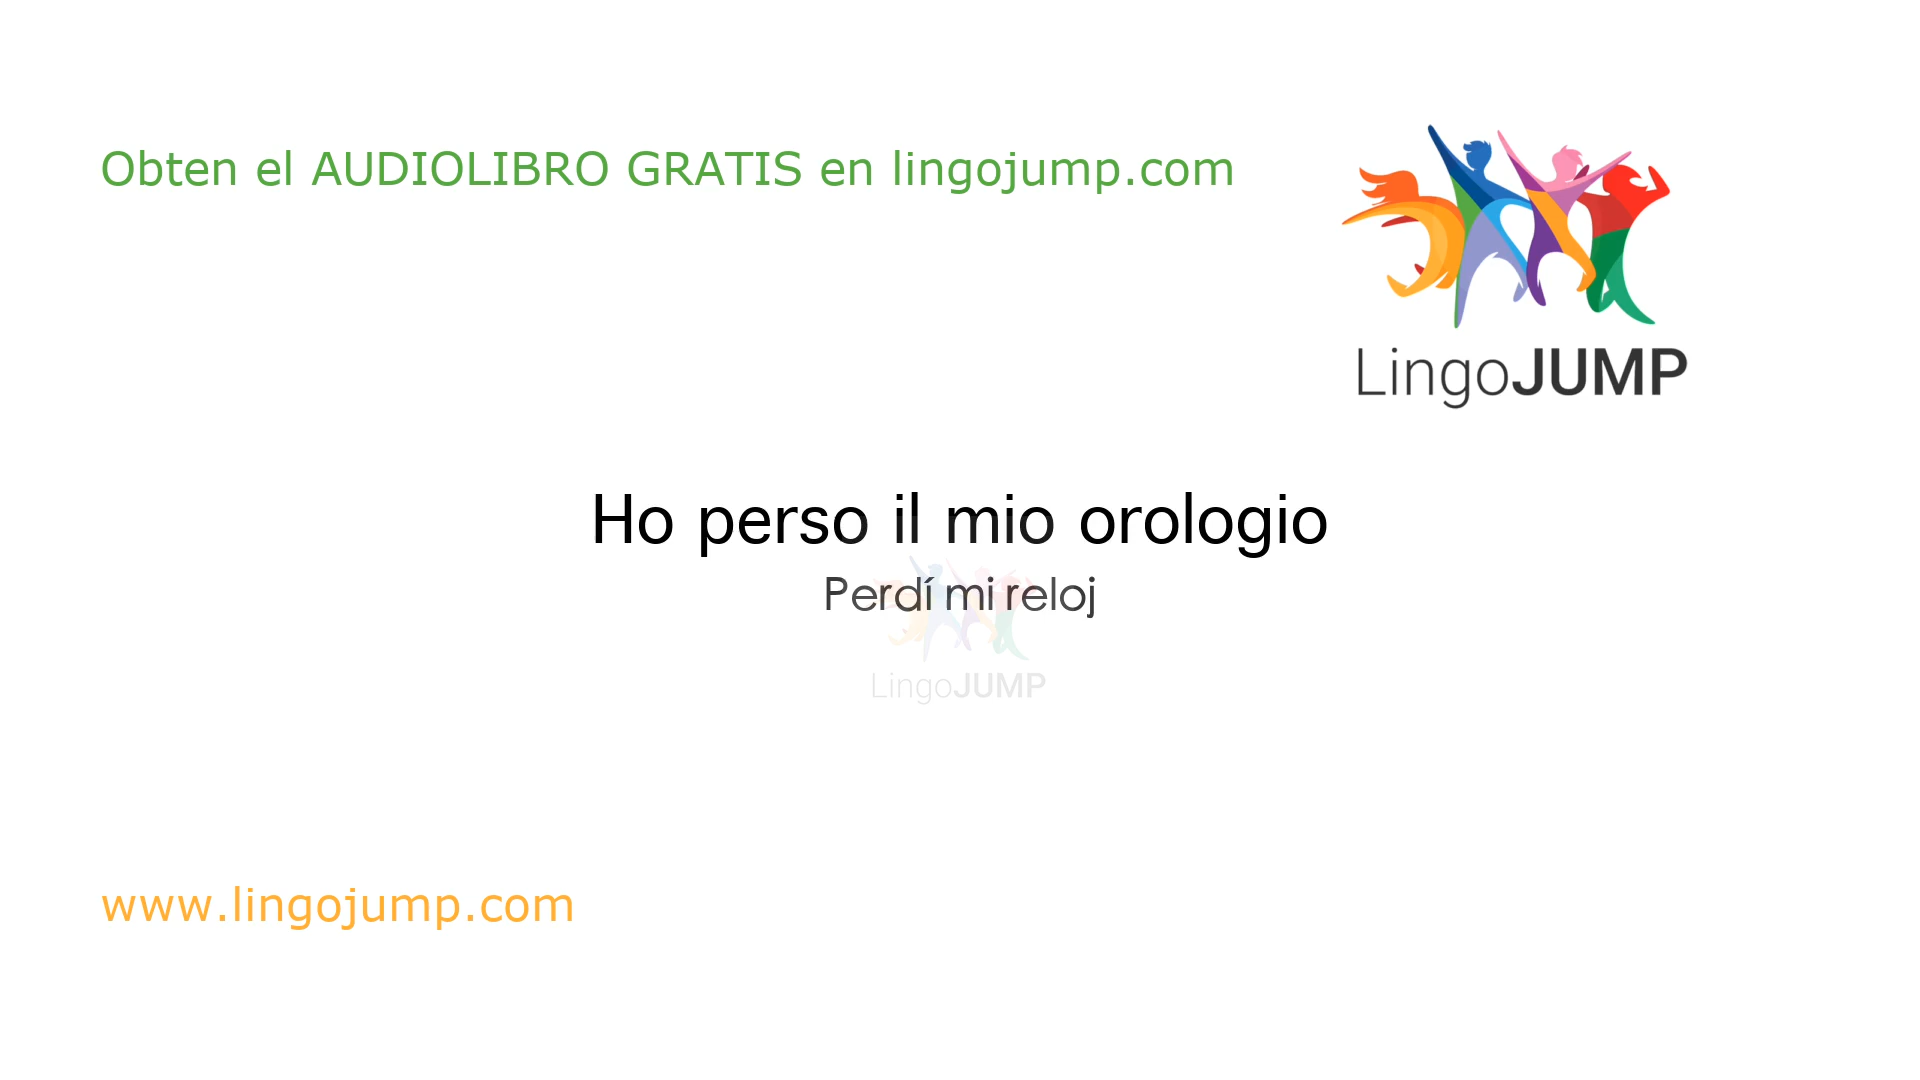 Obten el AUDIOLIBRO GRATIS en lingojump.com
LingoJUMP
Ho perso il mio orologio
Perdí mi reloj
LingoJUMP
www.lingojump.com